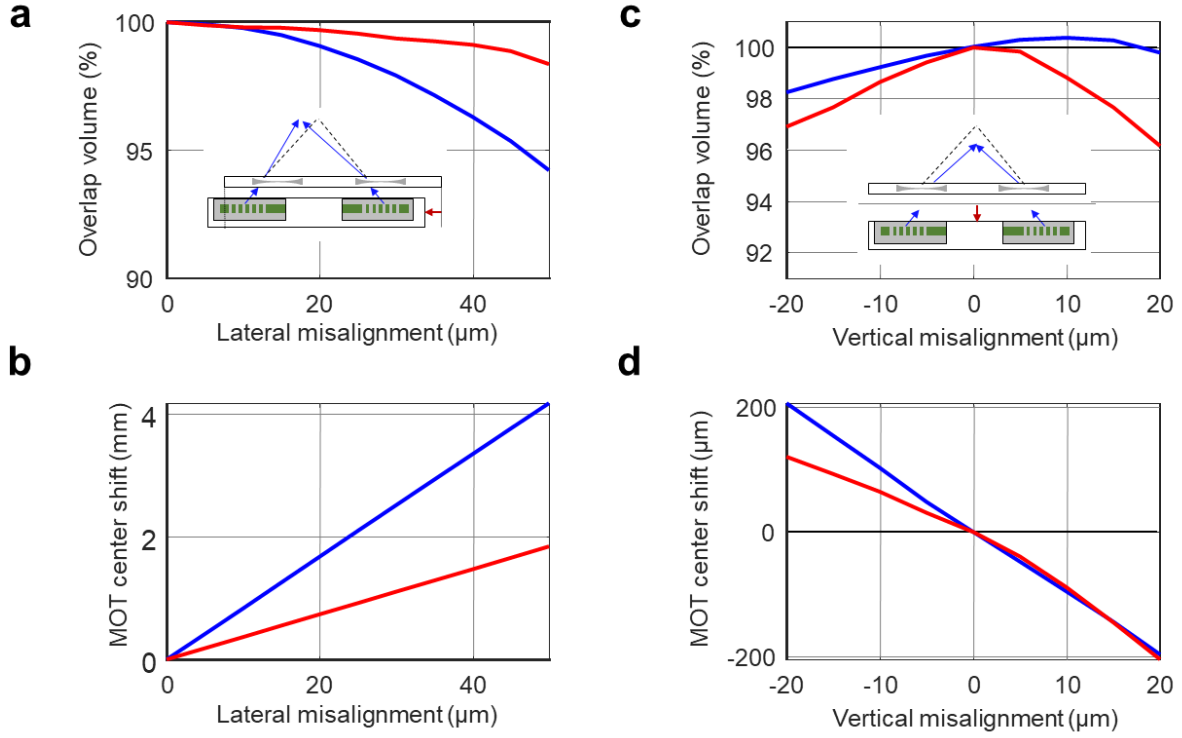 a
100
95
90
Overlap volume (%)
0
20
40
Lateral misalignment (μm)
b
4
2
0
MOT center shift (mm)
0
20
40
Lateral misalignment (μm)
c
100
98
96
94
92
Overlap volume (%)
-20
-10
0
10
20
Vertical misalignment (μm)
d
200
0
-200
MOT center shift (μm)
-20
-10
0
10
20
Vertical misalignment (μm)